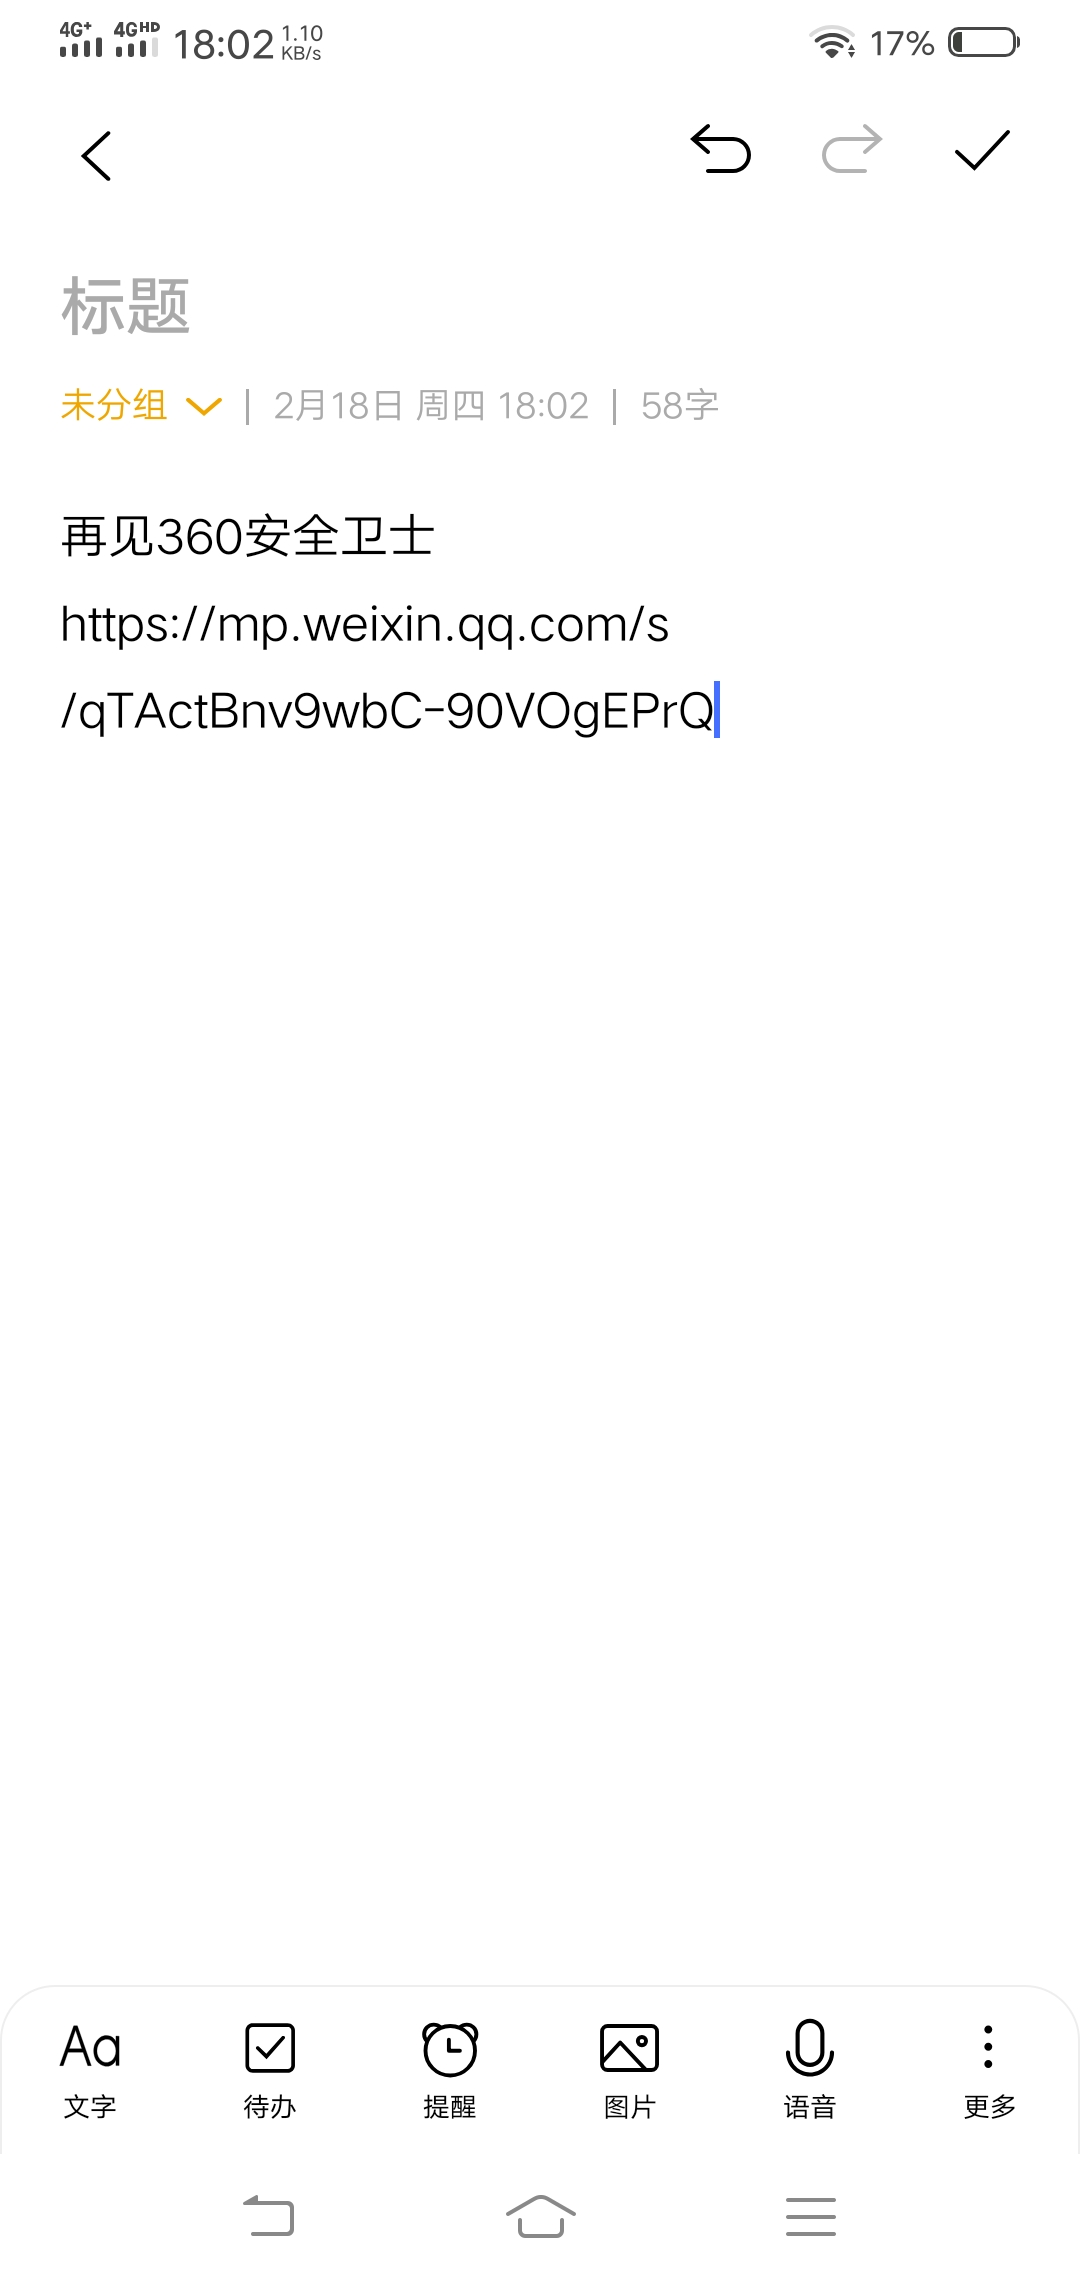 4G+ 4GHD 18:02 1.10 KB/s 17%
标题
未分组 | 2月18日 周四 18:02 | 58字
再见360安全卫士
https://mp.weixin.qq.com/s
/qTActBnv9wbC-90VOgEPrQ
Aa
文字 待办 提醒 图片 语音 更多